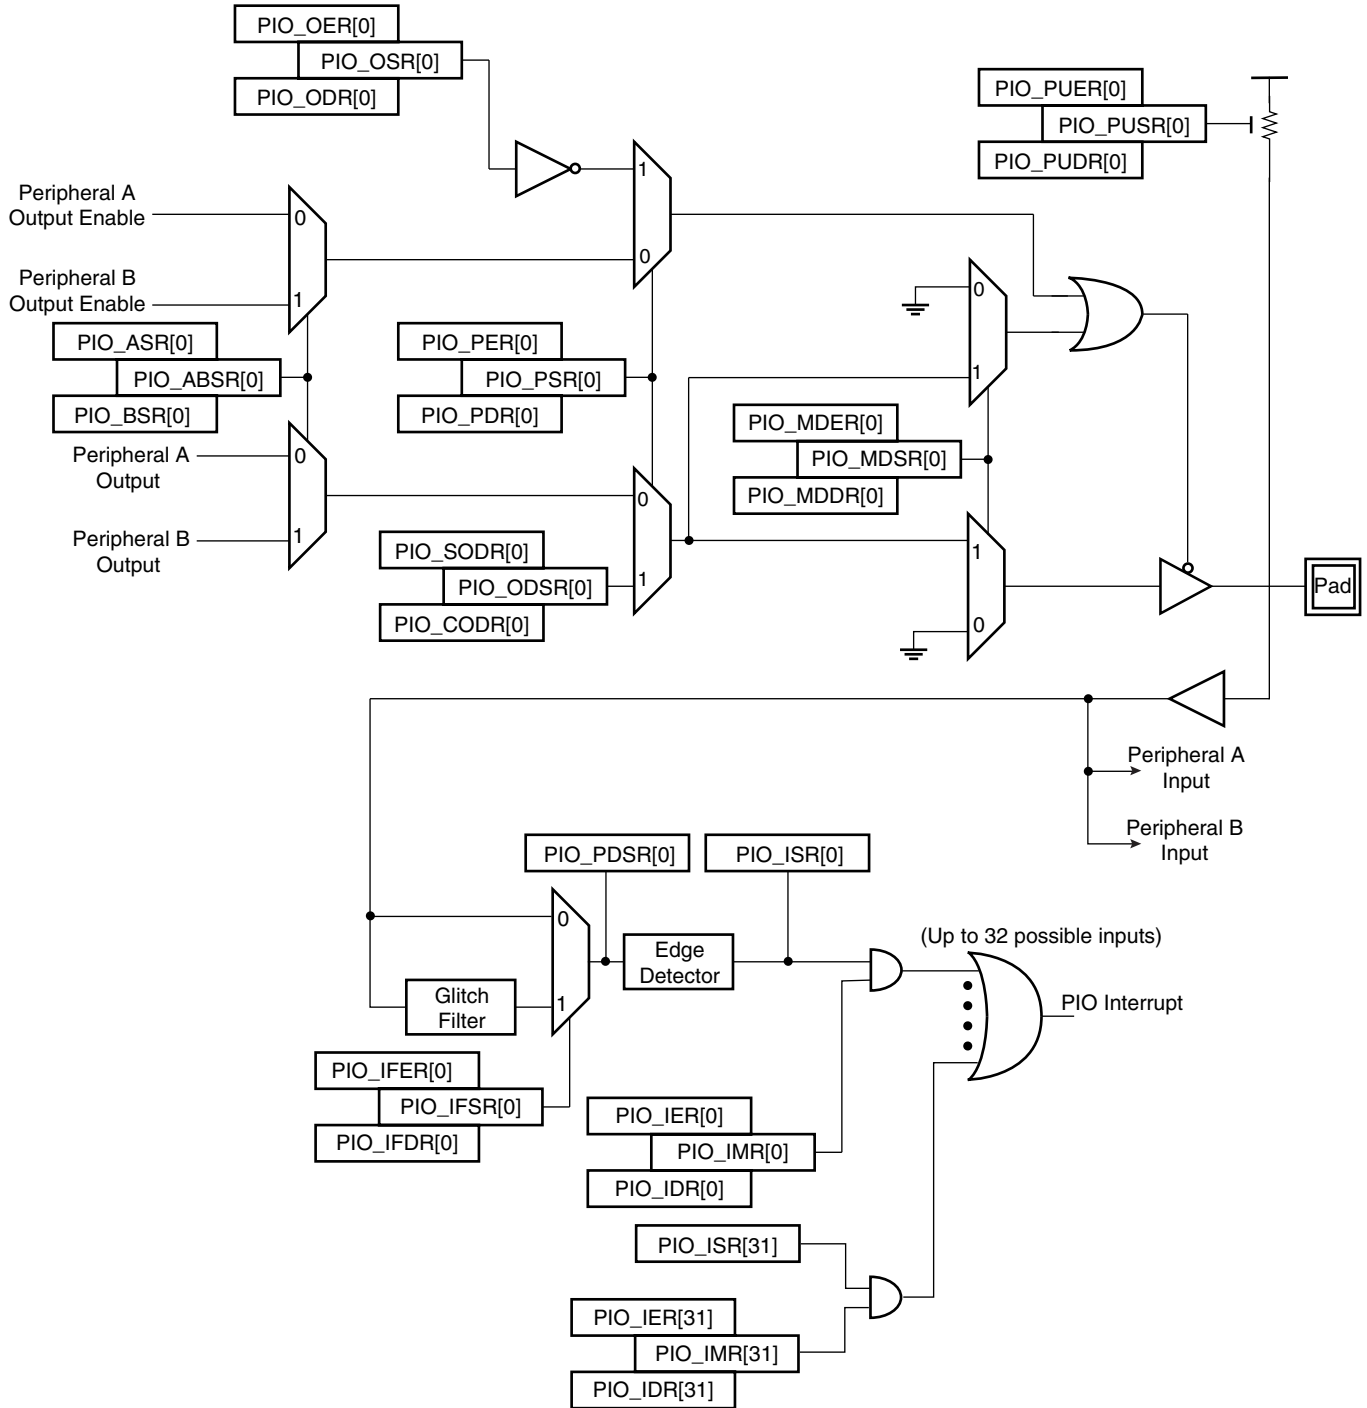 PIO_OER[0]
PIO_OSR[0]
PIO_ODR[0]
PIO_PUER[0]
PIO_PUSR[0]
PIO_PUDR[0]
1
0
Peripheral A
Output Enable
0
Peripheral B
Output Enable
1
0
1
PIO_ASR[0]
PIO_ABSR[0]
PIO_BSR[0]
PIO_PER[0]
PIO_PSR[0]
PIO_PDR[0]
PIO_MDER[0]
PIO_MDSR[0]
PIO_MDDR[0]
Peripheral A
Output
0
Peripheral B
Output
1
0
1
PIO_SODR[0]
PIO_ODSR[0]
PIO_CODR[0]
1
0
Pad
Peripheral A
Input
Peripheral B
Input
PIO_PDSR[0]
PIO_ISR[0]
0
1
Glitch
Filter
Edge
Detector
(Up to 32 possible inputs)
PIO Interrupt
PIO_IFER[0]
PIO_IFSR[0]
PIO_IFDR[0]
PIO_IER[0]
PIO_IMR[0]
PIO_IDR[0]
PIO_ISR[31]
PIO_IER[31]
PIO_IMR[31]
PIO_IDR[31]